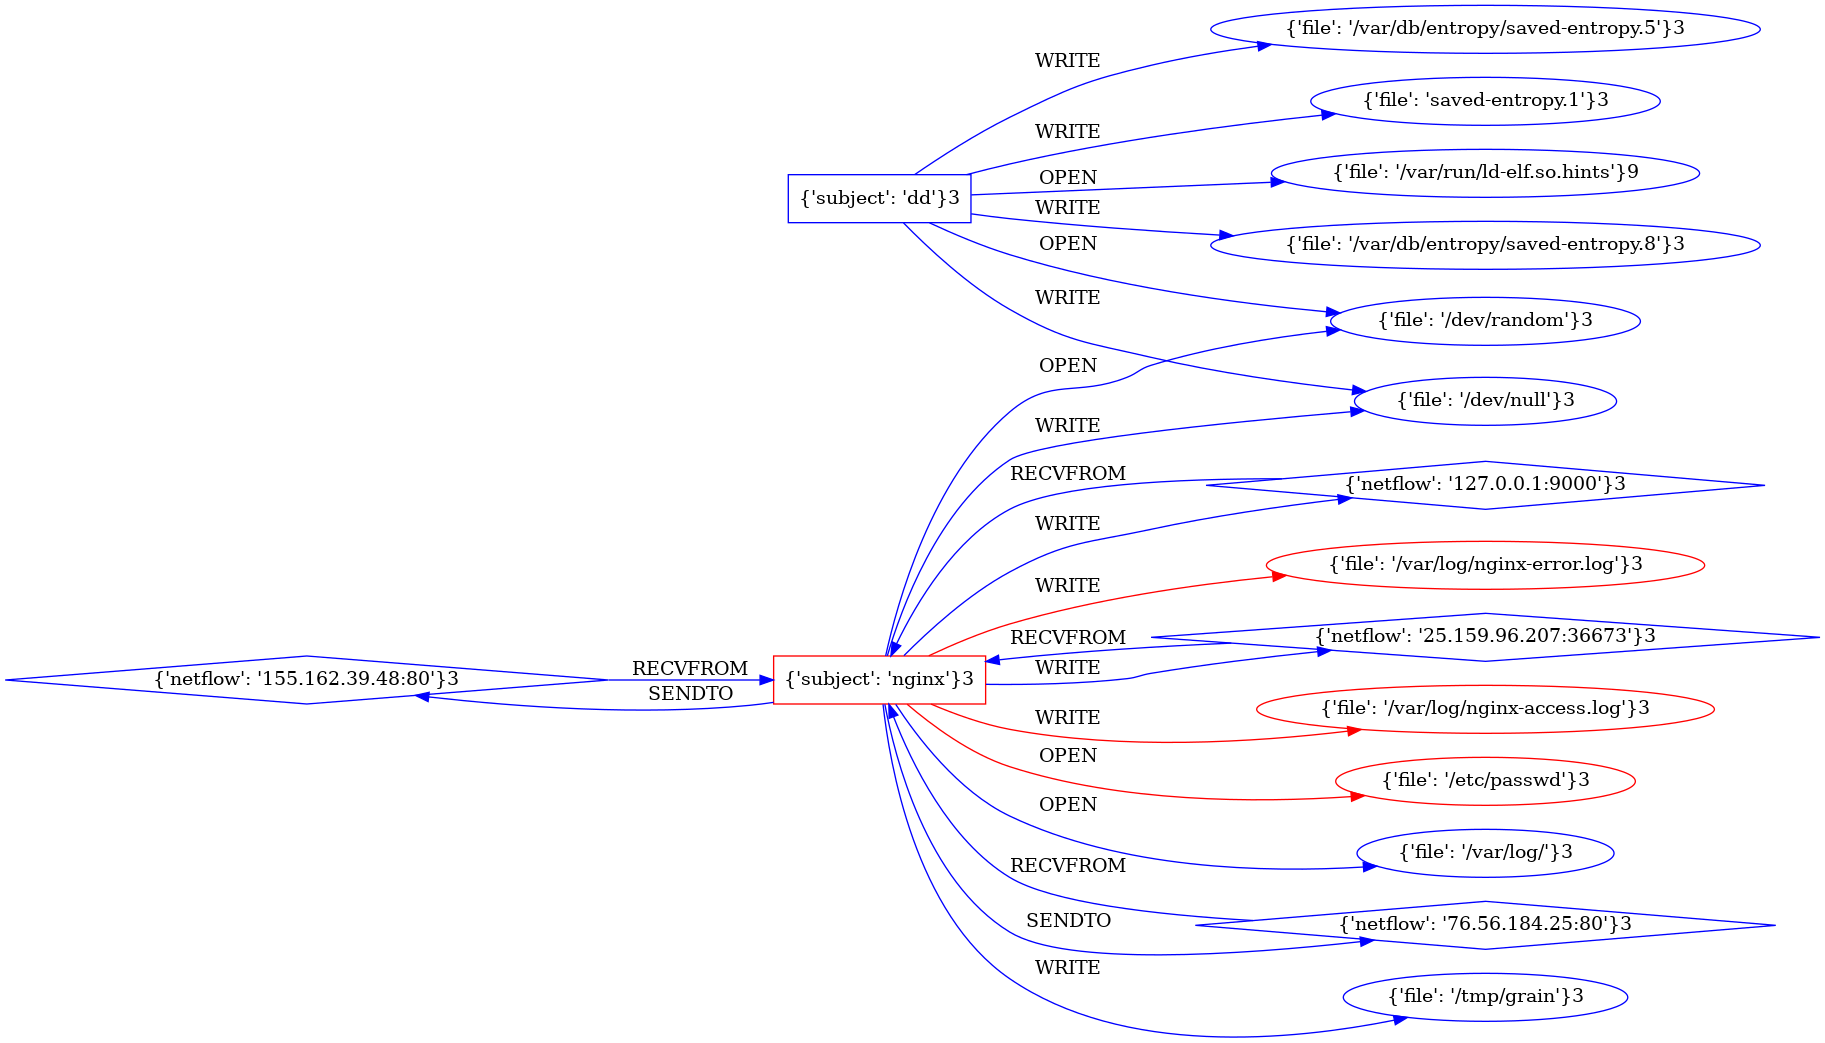 {'file': '/var/db/entropy/saved-entropy.5'}3
WRITE
{'file': 'saved-entropy.1'}3
WRITE
{'file': '/var/run/ld-elf.so.hints'}9
OPEN
{'subject': 'dd'}3
WRITE
{'file': '/var/db/entropy/saved-entropy.8'}3
OPEN
WRITE
{'file': '/dev/random'}3
OPEN
{'file': '/dev/null'}3
WRITE
RECVFROM
{'netflow': '127.0.0.1:9000'}3
WRITE
{'file': '/var/log/nginx-error.log'}3
WRITE
RECVFROM
{'netflow': '25.159.96.207:36673'}3
WRITE
{'netflow': '155.162.39.48:80'}3
RECVFROM
SENDTO
{'subject': 'nginx'}3
{'file': '/var/log/nginx-access.log'}3
WRITE
OPEN
{'file': '/etc/passwd'}3
OPEN
{'file': '/var/log/'}3
RECVFROM
SENDTO
{'netflow': '76.56.184.25:80'}3
WRITE
{'file': '/tmp/grain'}3